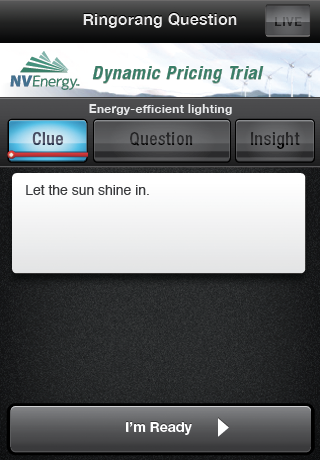 Ringorang Question
LIVE
NVEnergy
Dynamic Pricing Trial
Energy-efficient lighting
Clue
Question
Insight
Let the sun shine in.
I'm Ready